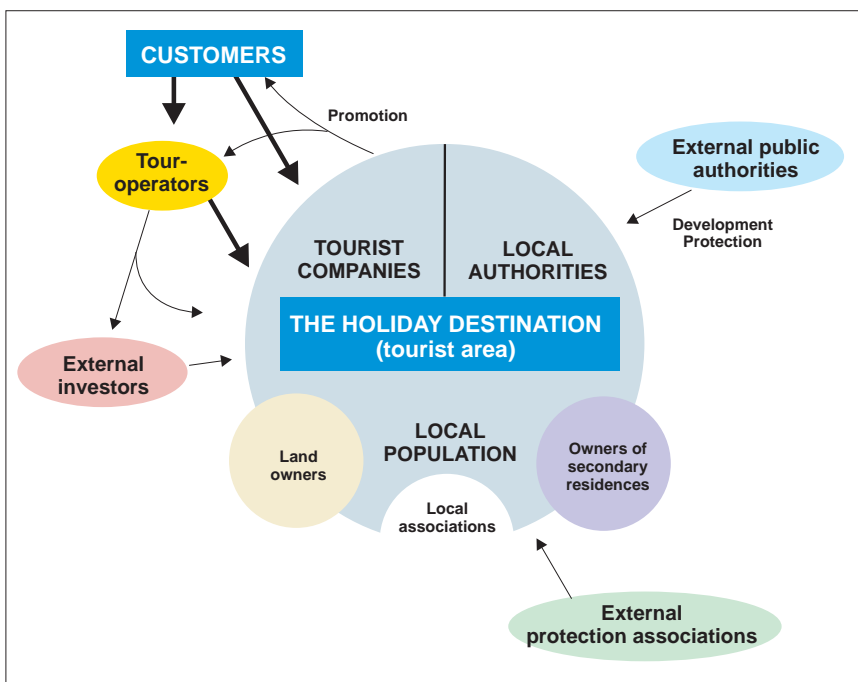 CUSTOMERS
Promotion
Tour-
operators
External public
authorities
Development
Protection
TOURIST
COMPANIES
LOCAL
AUTHORITIES
THE HOLIDAY DESTINATION
(tourist area)
External
investors
LOCAL
POPULATION
Land
owners
Owners of
secondary
residences
Local
associations
External
protection associations